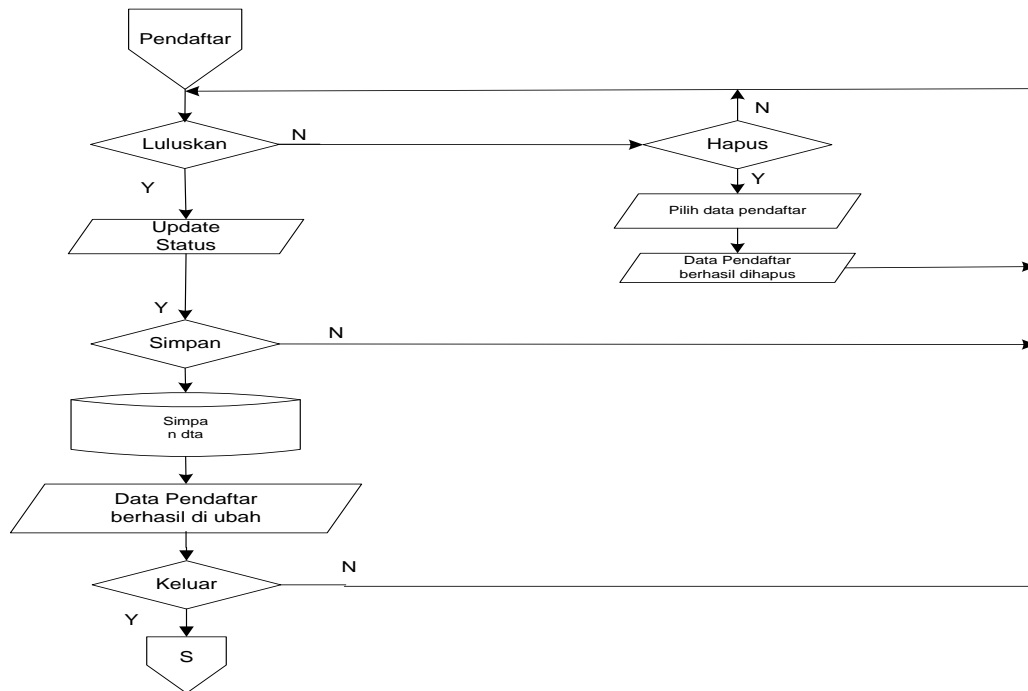 Pendaftar
N
Luluskan
N
Hapus
Y
Y
Pilih data pendaftar
Update
Status
Data Pendaftar
berhasil dihapus
Y
Simpan
N
Simpa
n dta
Data Pendaftar
berhasil di ubah
Keluar
N
Y
S